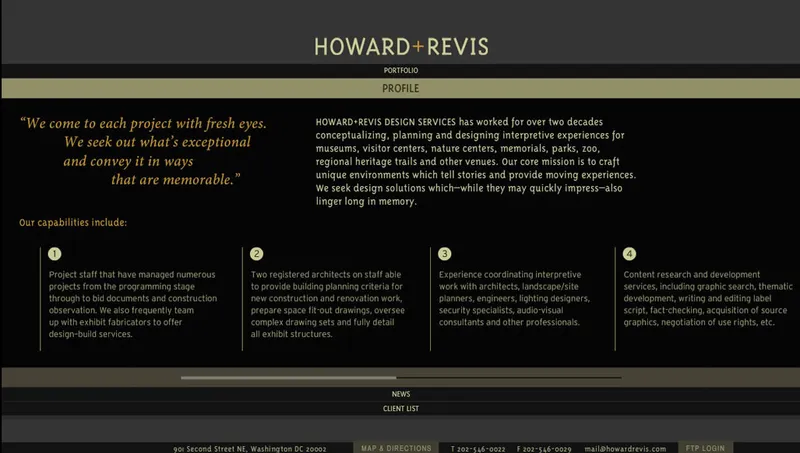 HOWARD+REVIS
PORTFOLIO
PROFILE
“We come to each project with fresh eyes.
We seek out what’s exceptional
and convey it in ways
that are memorable.”
HOWARD+REVIS DESIGN SERVICES has worked for over two decades
conceptualizing, planning and designing interpretive experiences for
museums, visitor centers, nature centers, memorials, parks, zoo,
regional heritage trails and other venues. Our core mission is to craft
unique environments which tell stories and provide moving experiences.
We seek design solutions which—while they may quickly impress—also
linger long in memory.
Our capabilities include:
1
Project staff that have managed numerous
projects from the programming stage
through to bid documents and construction
observation. We also frequently team
up with exhibit fabricators to offer
design-build services.
2
Two registered architects on staff able
to provide building planning criteria for
new construction and renovation work,
prepare space fit-out drawings, oversee
complex drawing sets and fully detail
all exhibit structures.
3
Experience coordinating interpretive
work with architects, landscape/site
planners, engineers, lighting designers,
security specialists, audio-visual
consultants and other professionals.
4
Content research and development
services, including graphic search, thematic
development, writing and editing label
script, fact-checking, acquisition of source
graphics, negotiation of use rights, etc.
NEWS
CLIENT LIST
901 Second Street NE, Washington DC 20002 MAP & DIRECTIONS T 202-546-0022 F 202-546-0029 mail@howardrevis.com FTP LOGIN